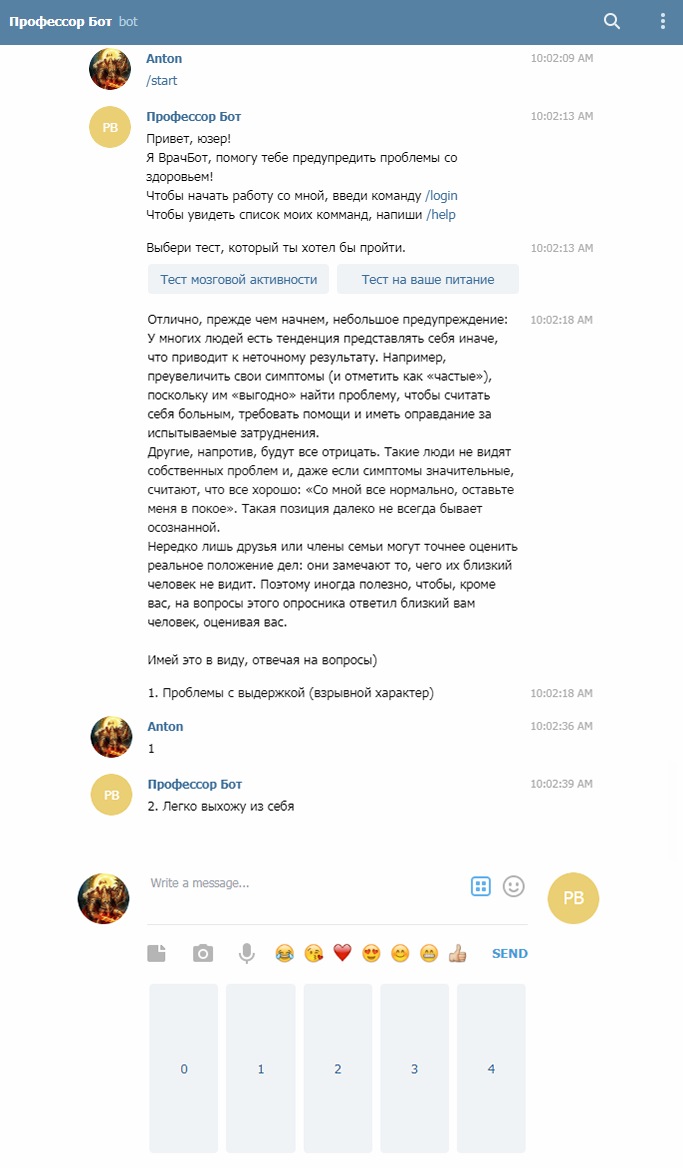 Профессор Бот bot
Anton 10:02:09 AM
/start
PB Профессор Бот 10:02:13 AM
Привет, юзер!
Я ВрачБот, помогу тебе предупредить проблемы со
здоровьем!
Чтобы начать работу со мной, введи команду /login
Чтобы увидеть список моих комманд, напиши /help
Выбери тест, который ты хотел бы пройти. 10:02:13 AM
Тест мозговой активности Тест на ваше питание
Отлично, прежде чем начнем, небольшое предупреждение: 10:02:18 AM
У многих людей есть тенденция представлять себя иначе,
что приводит к неточному результату. Например,
преувеличить свои симптомы (и отметить как «частые»),
поскольку им «выгодно» найти проблему, чтобы считать
себя больным, требовать помощи и иметь оправдание за
испытываемые затруднения.
Другие, напротив, будут все отрицать. Такие люди не видят
собственных проблем и, даже если симптомы значительные,
считают, что все хорошо: «Со мной все нормально, оставьте
меня в покое». Такая позиция далеко не всегда бывает
осознанной.
Нередко лишь друзья или члены семьи могут точнее оценить
реальное положение дел: они замечают то, чего их близкий
человек не видит. Поэтому иногда полезно, чтобы, кроме
вас, на вопросы этого опросника ответил близкий вам
человек, оценивая вас.
Имей это в виду, отвечая на вопросы)
1. Проблемы с выдержкой (взрывной характер) 10:02:18 AM
Anton 10:02:36 AM
1
PB Профессор Бот 10:02:39 AM
2. Легко выхожу из себя
Write a message...
PB
SEND
0 1 2 3 4